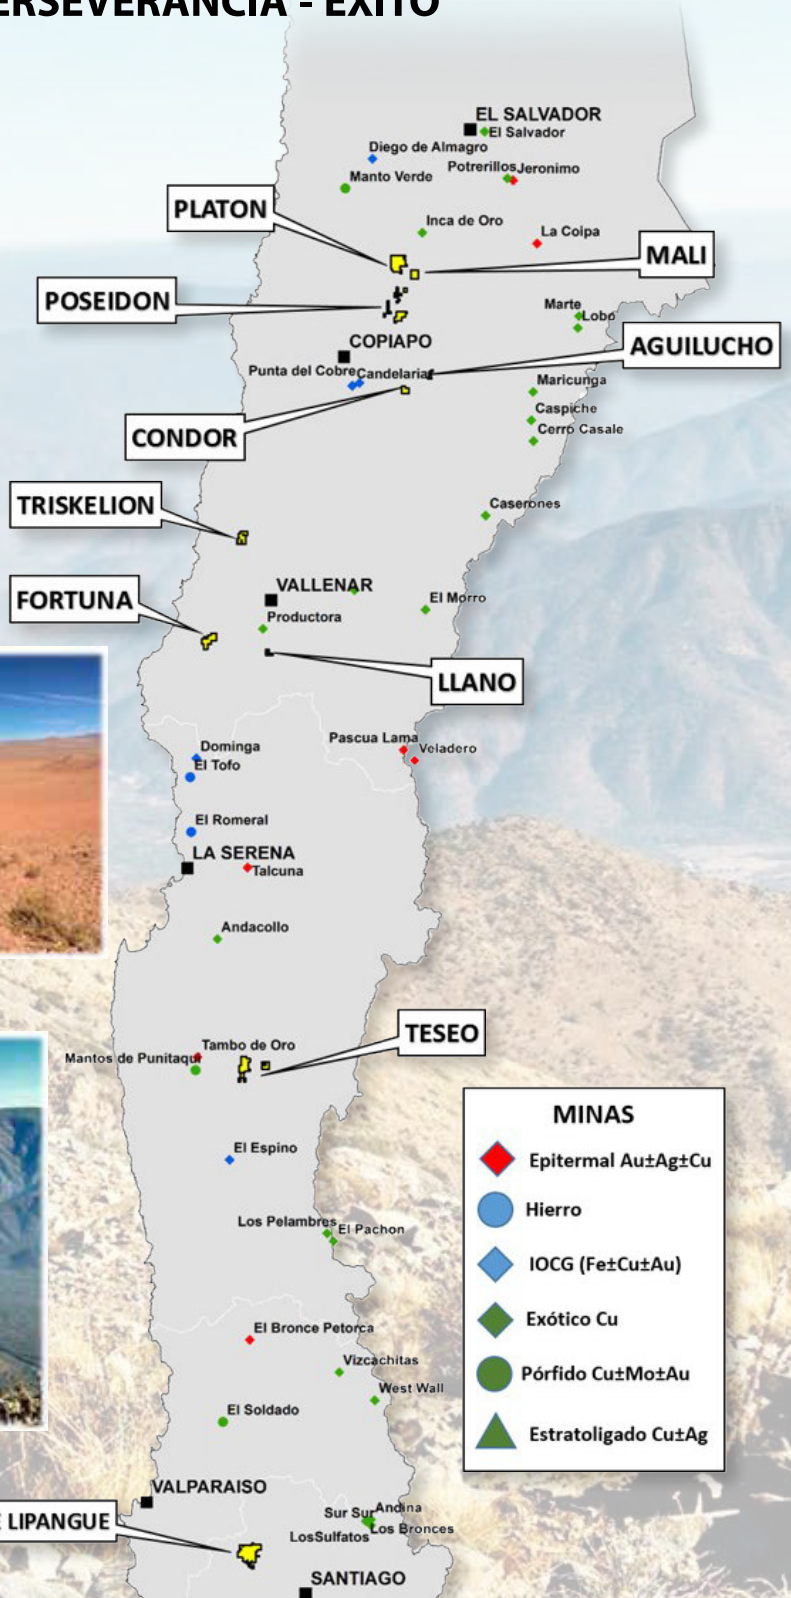 ERSEVERANCIA - EXITO
EL SALVADOR
El Salvador
Diego de Almagro
Potrerillos
Jeronimo
Manto Verde
PLATON
Inca de Oro
La Coipa
MALI
POSEIDON
Marte
Lobo
COPIAPO
AGUILUCHO
Punta del Cobre
Candelaria
Maricunga
Caspiche
Cerro Casale
CONDOR
TRISKELION
Caserones
VALLENAR
FORTUNA
El Morro
Productora
LLANO
Pascua Lama
Veladero
Dominga
El Tofo
El Romeral
LA SERENA
Talcuna
Andacollo
TESEO
Tambo de Oro
Mantos de Punitaqui
MINAS
El Espino
Epitermal Au±Ag±Cu
Hierro
Los Pelambres
El Pachon
IOCG (Fe±Cu±Au)
Exótico Cu
El Bronce Petorca
Vizcachitas
Pórfido Cu±Mo±Au
West Wall
El Soldado
Estratoligado Cu±Ag
VALPARAISO
E LIPANGUE
Sur Sur
Andina
LosSulfatos
Los Bronces
SANTIAGO